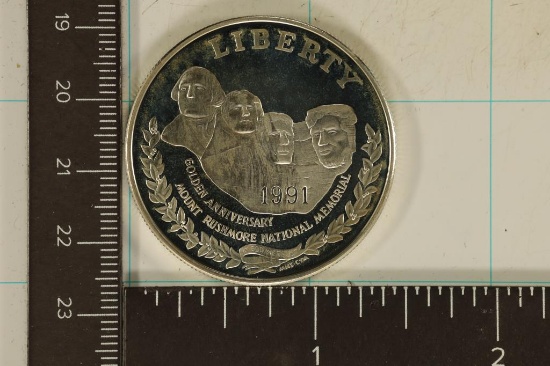 LIBERTY
1991
GOLDEN ANNIVERSARY
MOUNT RUSHMORE NATIONAL MEMORIAL
19
20
21
22
23
1
2